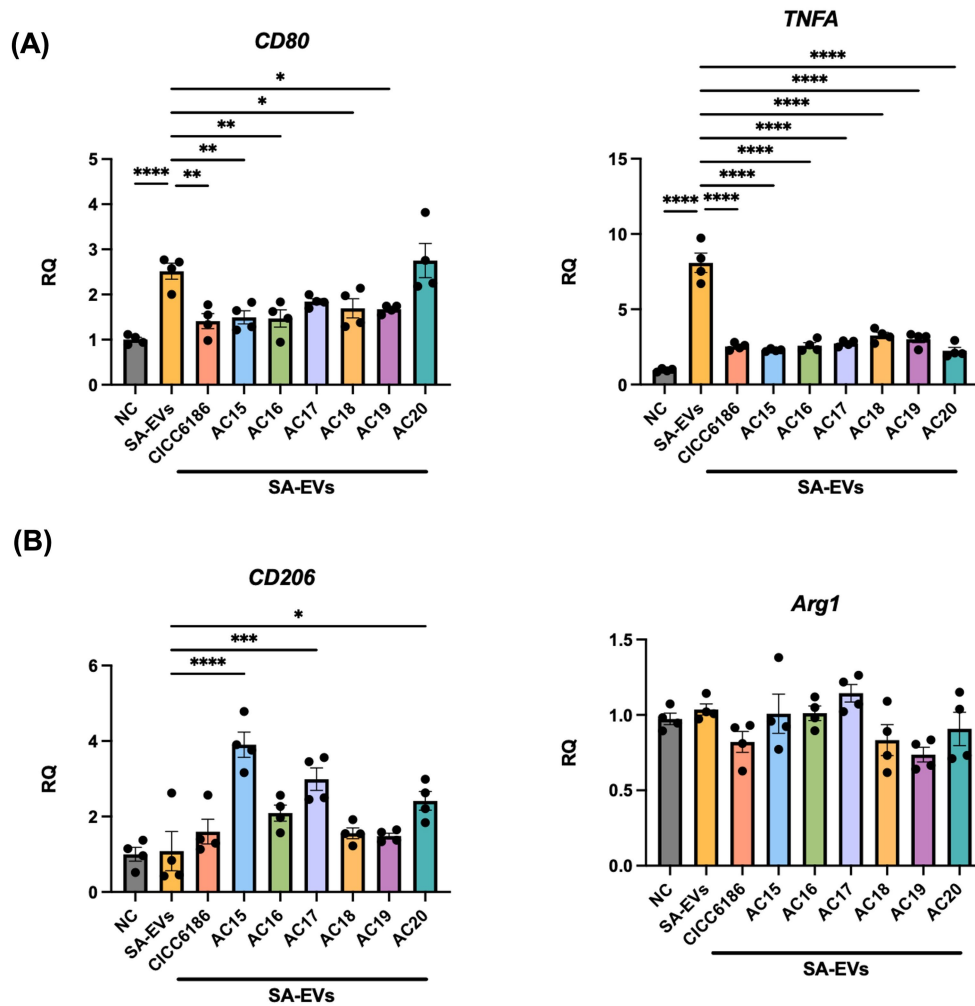 (A)
CD80
*
*
**
**
**** **
5
4
3
2
1
0
RQ
NC
SA-EVs
CICC6186
AC15
AC16
AC17
AC18
AC19
AC20
SA-EVs
TNFA
****
****
****
****
****
****
**** ****
15
10
5
0
RQ
NC
SA-EVs
CICC6186
AC15
AC16
AC17
AC18
AC19
AC20
SA-EVs
(B)
CD206
*
***
****
6
4
2
0
RQ
NC
SA-EVs
CICC6186
AC15
AC16
AC17
AC18
AC19
AC20
SA-EVs
Arg1
1.5
1.0
0.5
0.0
RQ
NC
SA-EVs
CICC6186
AC15
AC16
AC17
AC18
AC19
AC20
SA-EVs